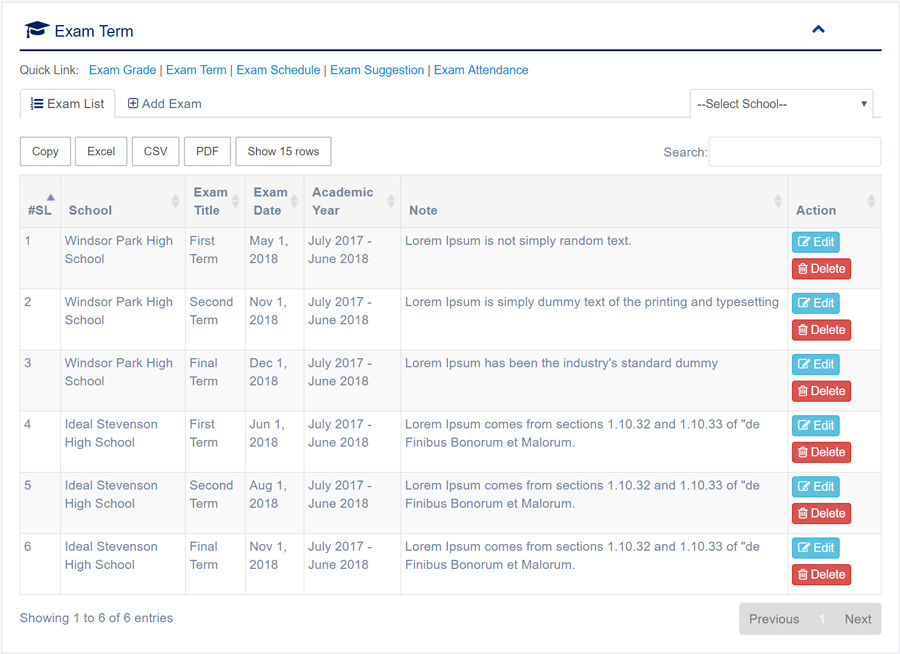 Exam Term
Quick Link: Exam Grade | Exam Term | Exam Schedule | Exam Suggestion | Exam Attendance
Exam List Add Exam --Select School--
Copy Excel CSV PDF Show 15 rows Search:
#SL School Exam Title Exam Date Academic Year Note Action
1 Windsor Park High School First Term May 1, 2018 July 2017 - June 2018 Lorem Ipsum is not simply random text. Edit Delete
2 Windsor Park High School Second Term Nov 1, 2018 July 2017 - June 2018 Lorem Ipsum is simply dummy text of the printing and typesetting Edit Delete
3 Windsor Park High School Final Term Dec 1, 2018 July 2017 - June 2018 Lorem Ipsum has been the industry's standard dummy Edit Delete
4 Ideal Stevenson High School First Term Jun 1, 2018 July 2017 - June 2018 Lorem Ipsum comes from sections 1.10.32 and 1.10.33 of "de Finibus Bonorum et Malorum. Edit Delete
5 Ideal Stevenson High School Second Term Aug 1, 2018 July 2017 - June 2018 Lorem Ipsum comes from sections 1.10.32 and 1.10.33 of "de Finibus Bonorum et Malorum. Edit Delete
6 Ideal Stevenson High School Final Term Nov 1, 2018 July 2017 - June 2018 Lorem Ipsum comes from sections 1.10.32 and 1.10.33 of "de Finibus Bonorum et Malorum. Edit Delete
Showing 1 to 6 of 6 entries Previous 1 Next